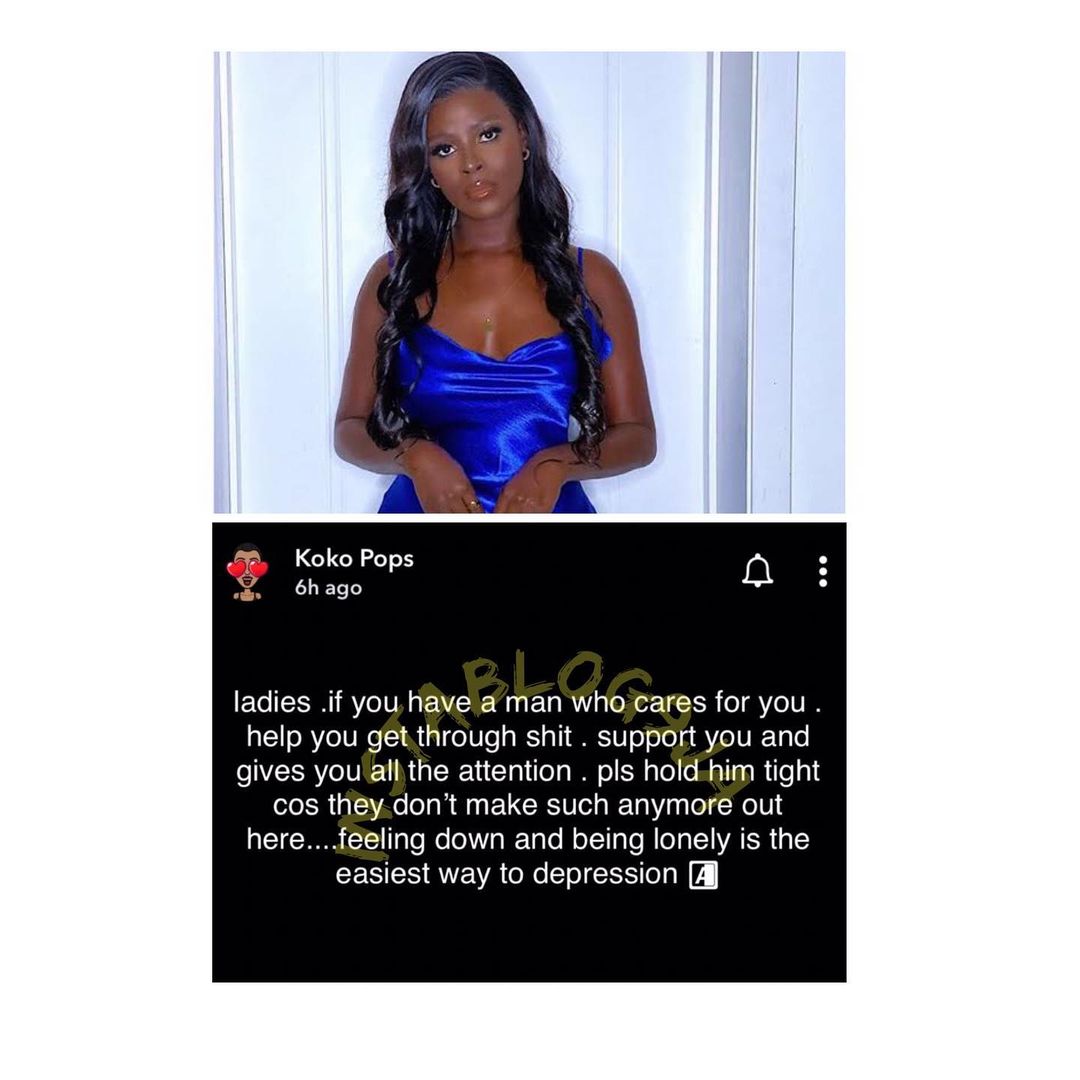 Koko Pops
6h ago
INSTABLOG9JA
ladies .if you have a man who cares for you .
help you get through shit . support you and
gives you all the attention . pls hold him tight
cos they don’t make such anymore out
here....feeling down and being lonely is the
easiest way to depression
A